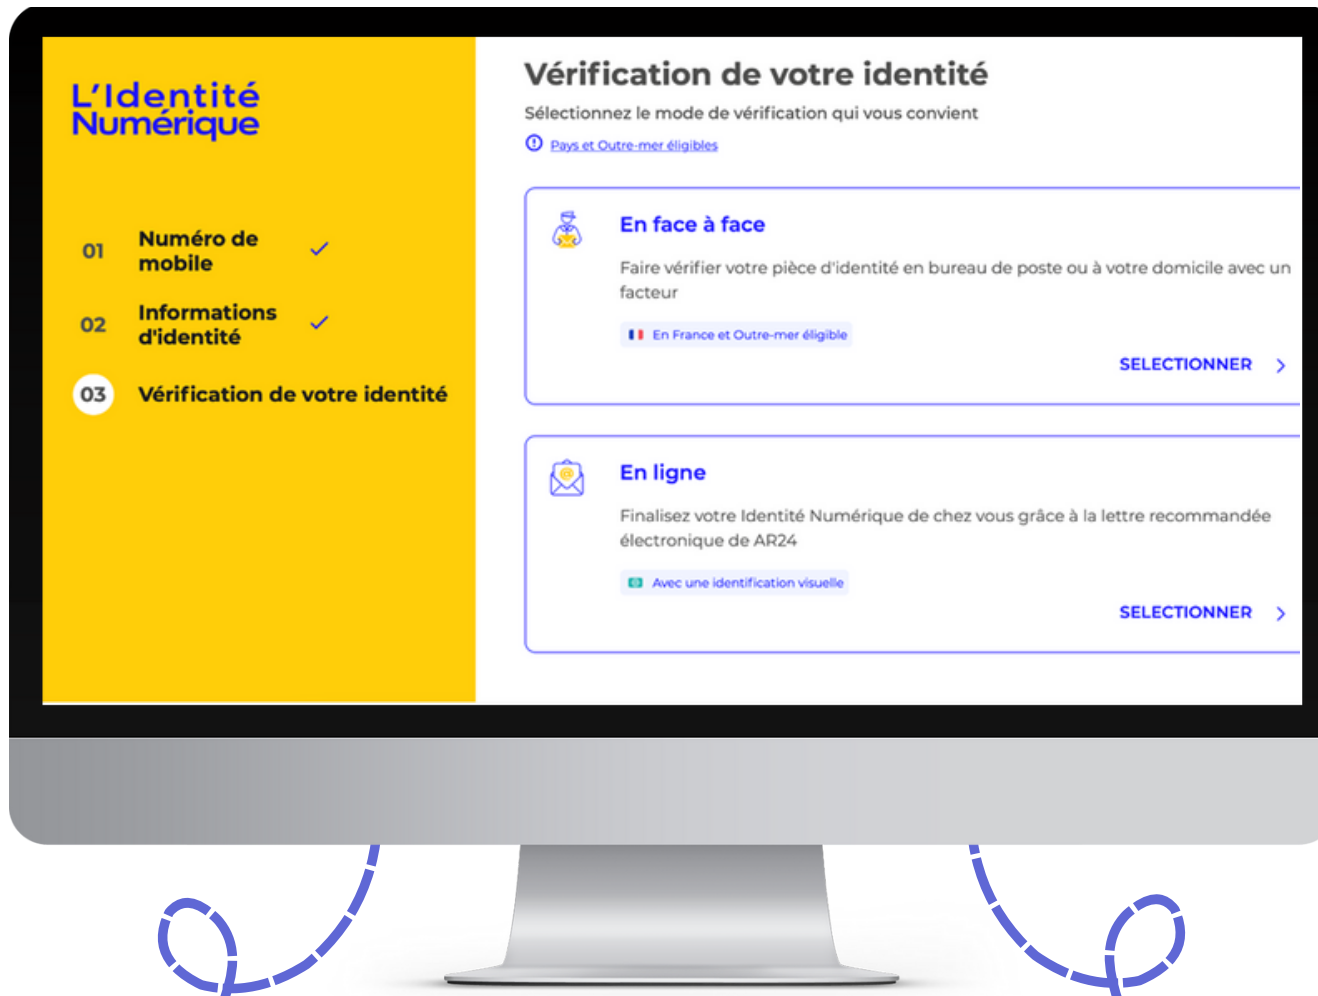 L'Identité
Numérique
01 Numéro de
mobile
02 Informations
d'identité
03 Vérification de votre identité
Vérification de votre identité
Sélectionnez le mode de vérification qui vous convient
Pays et Outre-mer éligibles
En face à face
Faire vérifier votre pièce d'identité en bureau de poste ou à votre domicile avec un
facteur
En France et Outre-mer éligible
SELECTIONNER
En ligne
Finalisez votre Identité Numérique de chez vous grâce à la lettre recommandée
électronique de AR24
Avec une identification visuelle
SELECTIONNER